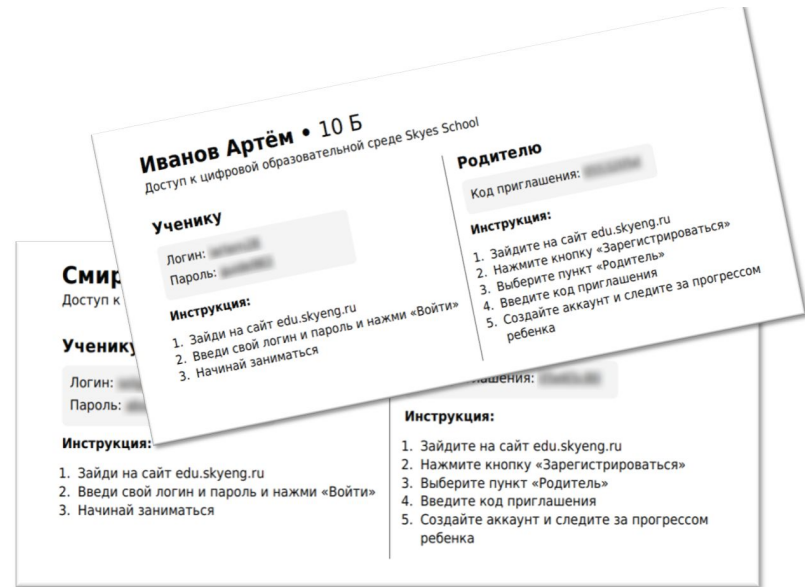 Иванов Артём • 10 Б
Доступ к цифровой образовательной среде Skyes School
Ученику
Логин:
Пароль:
Инструкция:
1. Зайди на сайт edu.skyeng.ru
2. Введи свой логин и пароль и нажми «Войти»
3. Начинай заниматься
Родителю
Код приглашения:
Инструкция:
1. Зайдите на сайт edu.skyeng.ru
2. Нажмите кнопку «Зарегистрироваться»
3. Выберите пункт «Родитель»
4. Введите код приглашения
5. Создайте аккаунт и следите за прогрессом
ребенка
Смир
Доступ к
Ученику
Логин:
Пароль:
Инструкция:
1. Зайди на сайт edu.skyeng.ru
2. Введи свой логин и пароль и нажми «Войти»
3. Начинай заниматься
Инструкция:
1. Зайдите на сайт edu.skyeng.ru
2. Нажмите кнопку «Зарегистрироваться»
3. Выберите пункт «Родитель»
4. Введите код приглашения
5. Создайте аккаунт и следите за прогрессом
ребенка